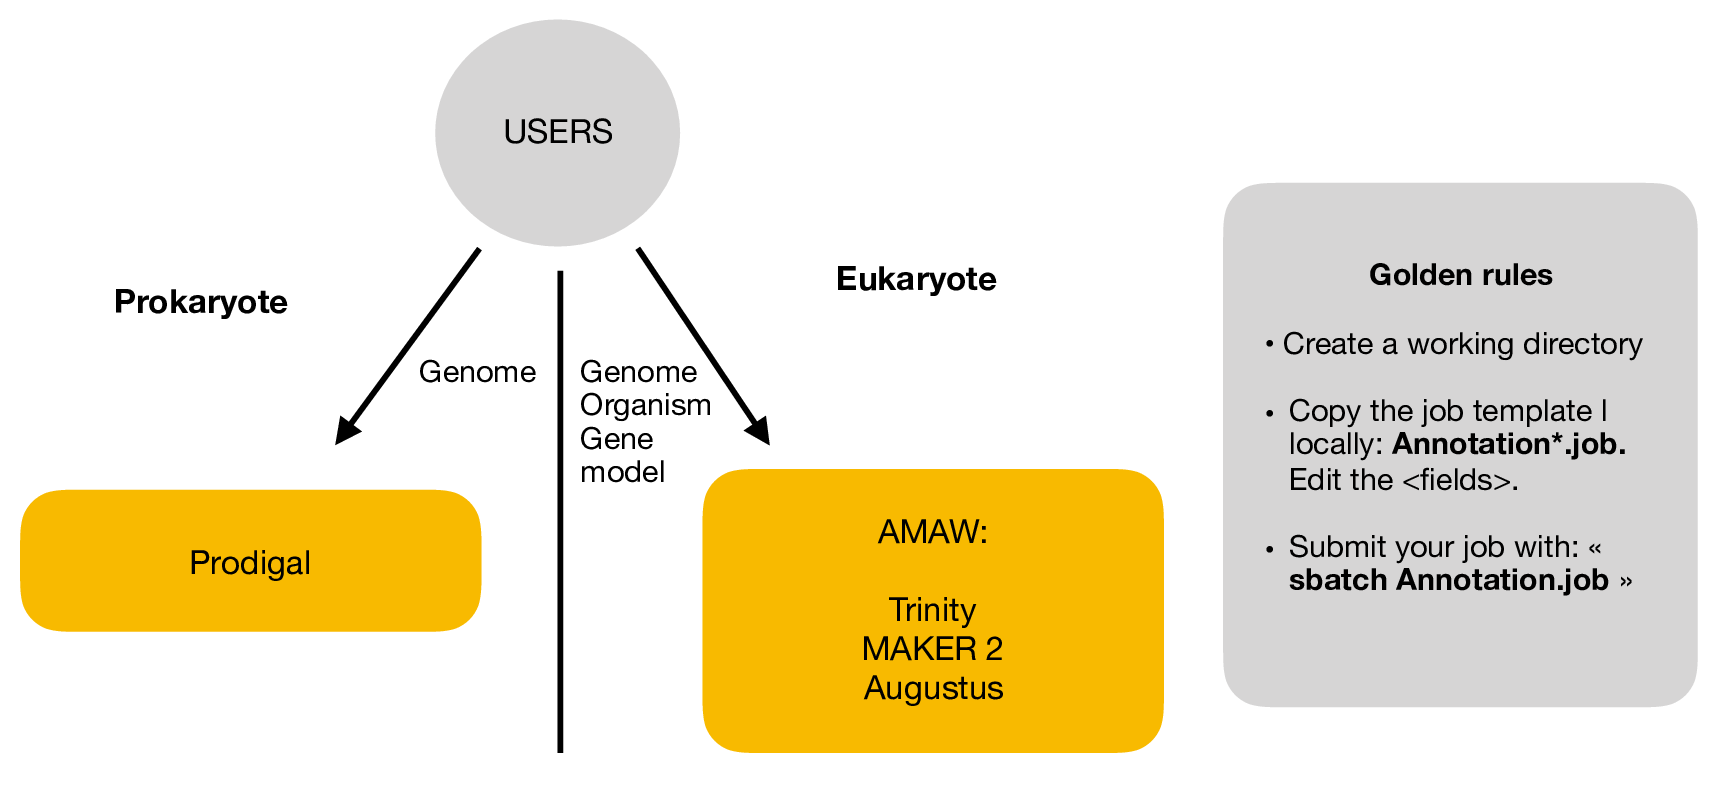 USERS
Prokaryote
Eukaryote
Genome
Genome
Organism
Gene
model
Prodigal
AMAW:
Trinity
MAKER 2
Augustus
Golden rules
• Create a working directory
• Copy the job template l
locally: Annotation*.job.
Edit the <fields>.
• Submit your job with: «
sbatch Annotation.job »